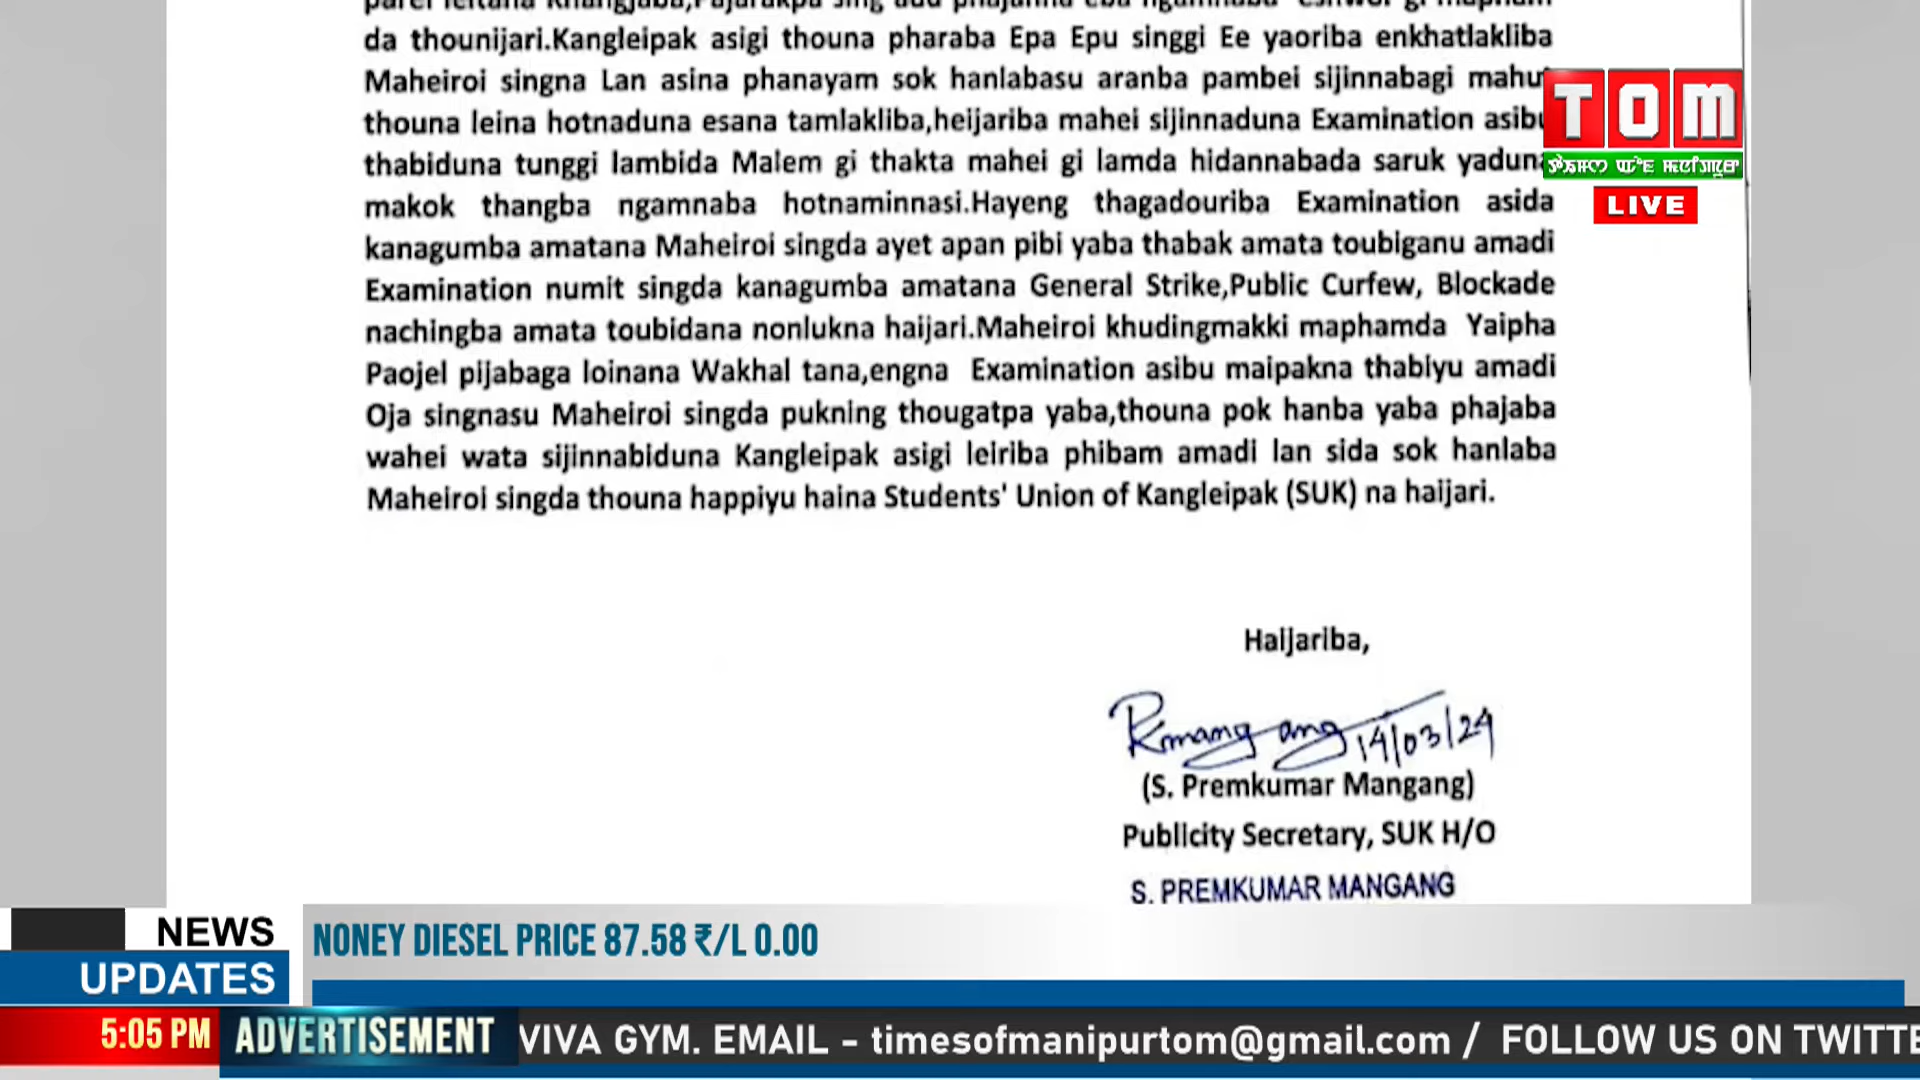 da thounijari.Kangleipak asigi thouna pharaba Epa Epu singgi Ee yaoriba enkhatlakliba
Maheiroi singna Lan asina phanayam sok hanlabasu aranba pambei sijinnabagi mahut
thouna leina hotnaduna esana tamlakliba,heijariba mahei sijinnaduna Examination asibu
thabiduna tunggi lambida Malem gi thakta mahei gi lamda hidannabada saruk yaduna
makok thangba ngamnaba hotnaminnasi.Hayeng thagadouriba Examination asida
kanagumba amatana Maheiroi singda ayet apan pibi yaba thabak amata toubiganu amadi
Examination numit singda kanagumba amatana General Strike,Public Curfew, Blockade
nachingba amata toubidana nonlukna haijari.Maheiroi khudingmakki maphamda Yaipha
Paojel pijabaga loinana Wakhal tana,engna Examination asibu maipakna thabiyu amadi
Oja singnasu Maheiroi singda pukning thougatpa yaba,thouna pok hanba yaba phajaba
wahei wata sijinnabiduna Kangleipak asigi leiriba phibam amadi lan sida sok hanlaba
Maheiroi singda thouna happiyu haina Students' Union of Kangleipak (SUK) na haijari.
TOM
LIVE
Haijariba,
14/03/24
(S. Premkumar Mangang)
Publicity Secretary, SUK H/O
S. PREMKUMAR MANGANG
NEWS
UPDATES
NONEY DIESEL PRICE 87.58 ₹/L 0.00
5:05 PM
ADVERTISEMENT
VIVA GYM. EMAIL - timesofmanipurtom@gmail.com / FOLLOW US ON TWITTE